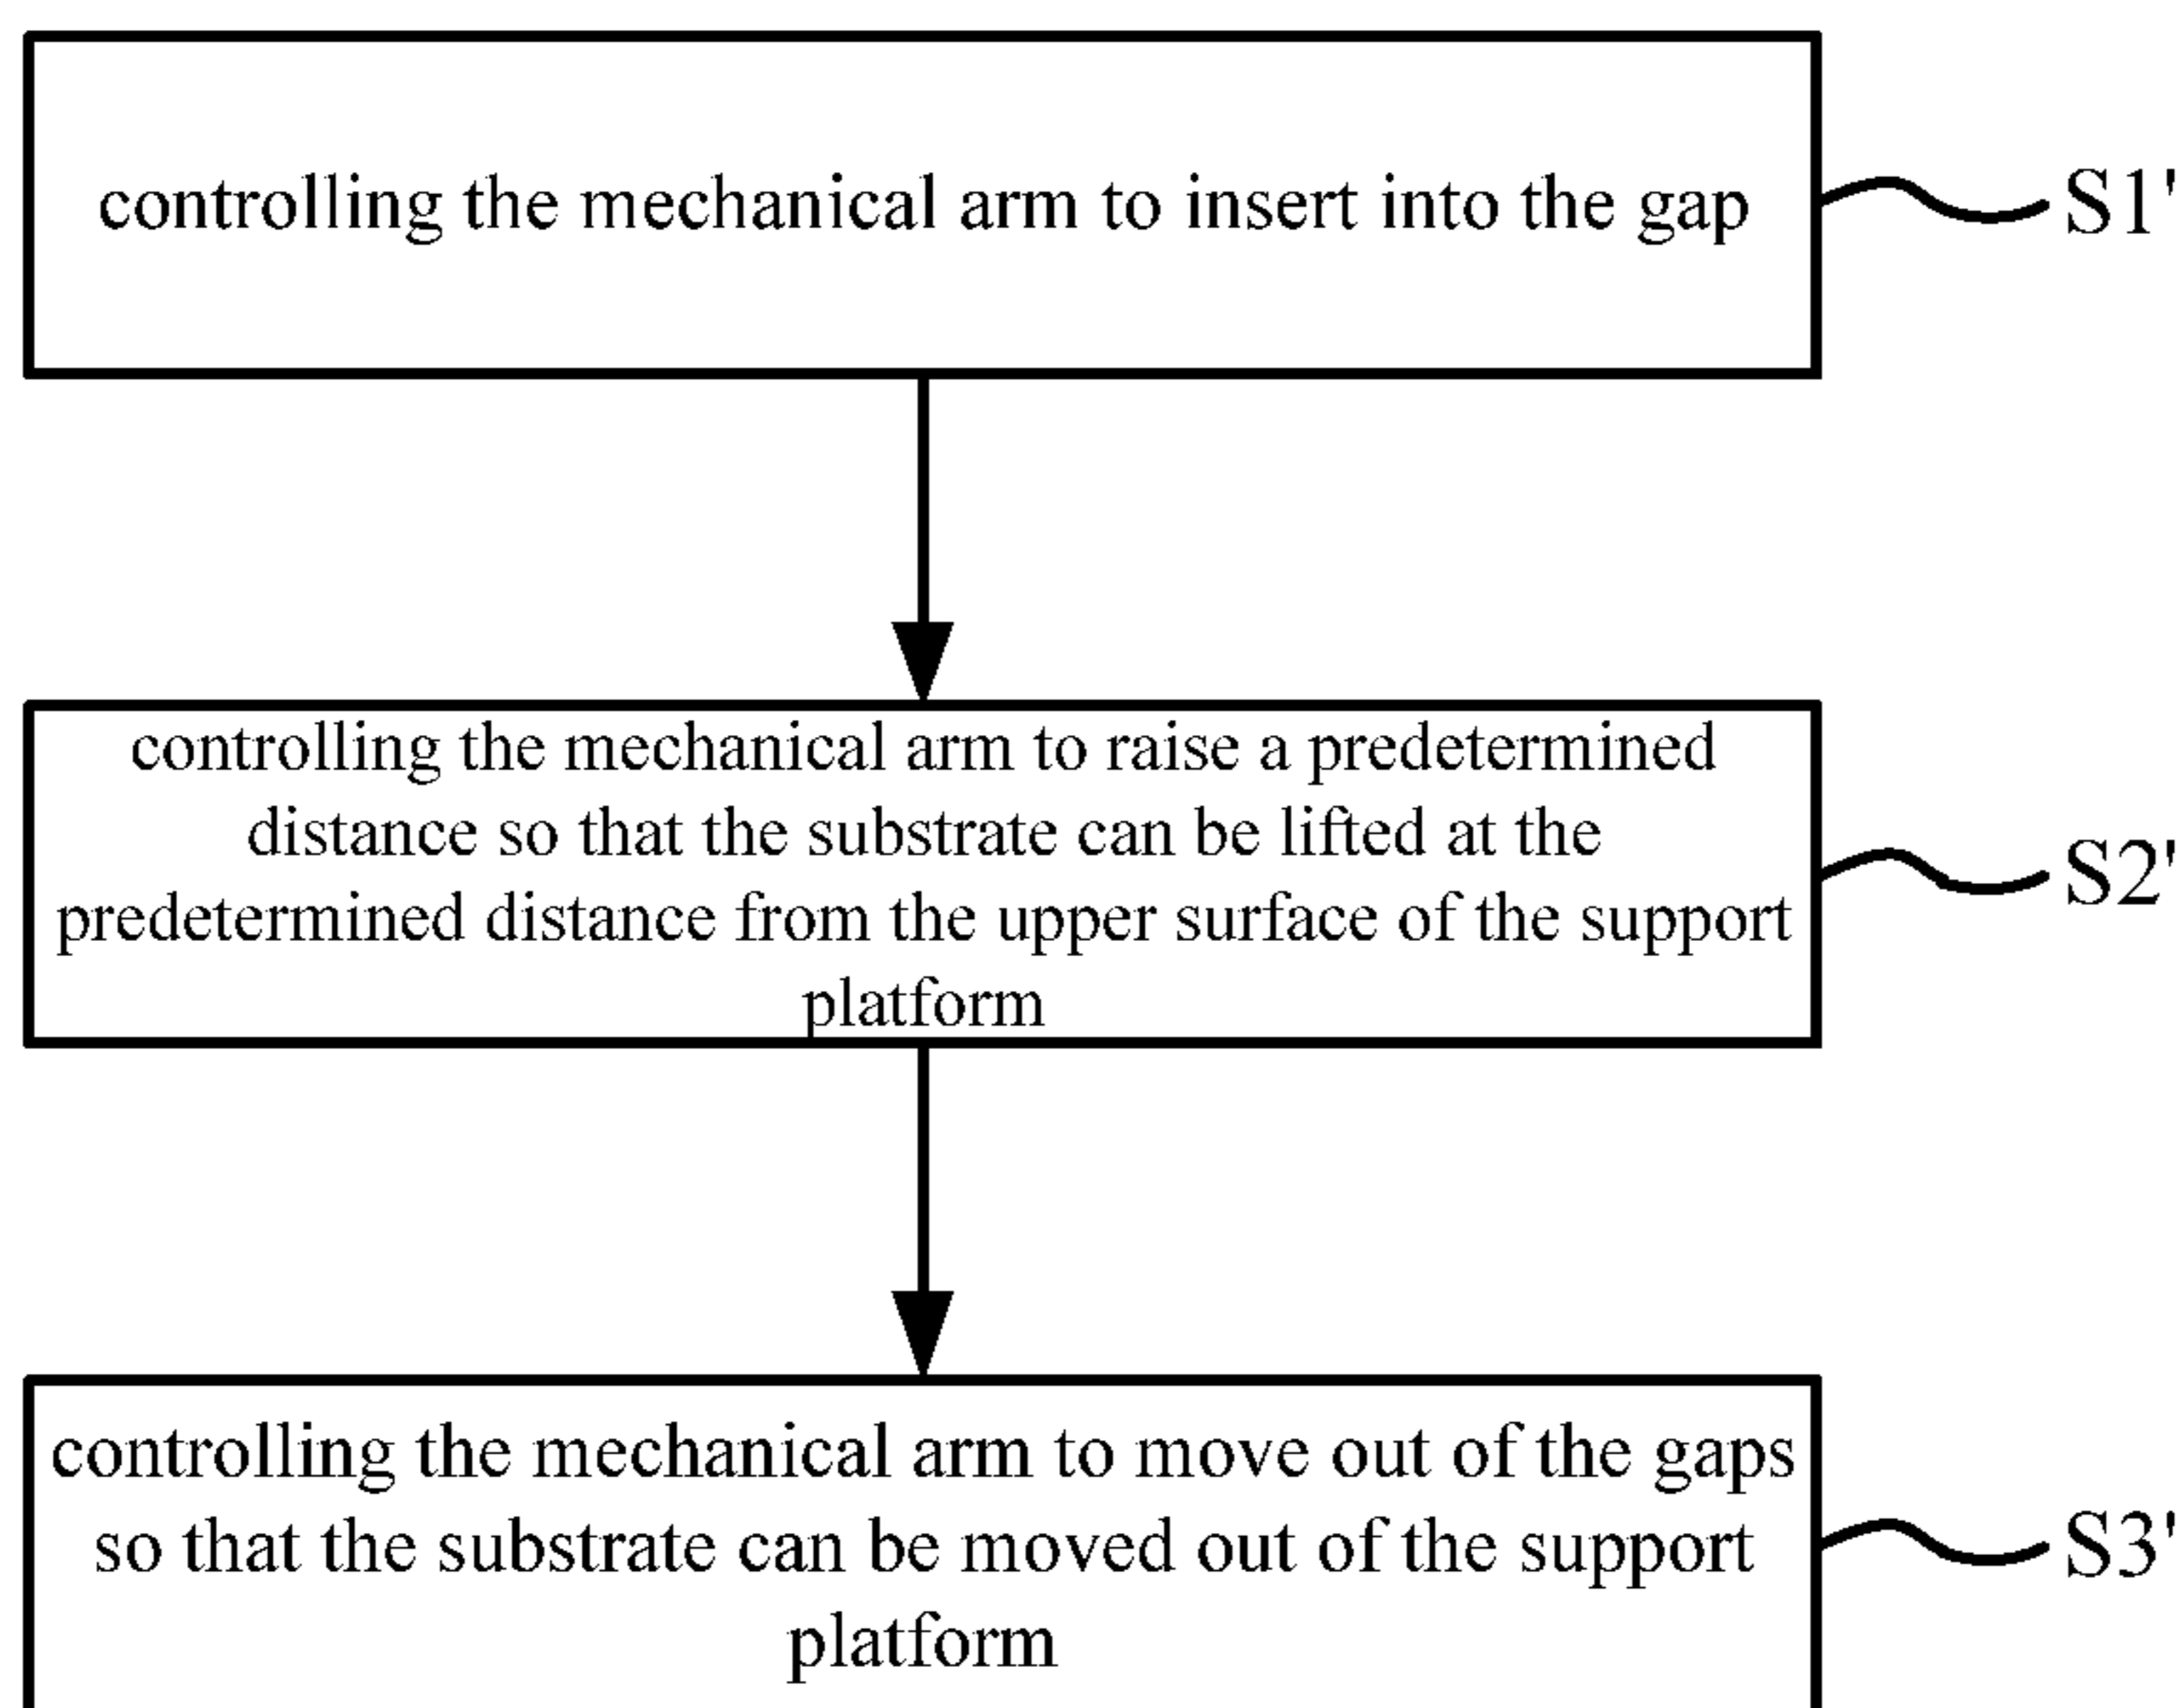 controlling the mechanical arm to insert into the gap
S1'
controlling the mechanical arm to raise a predetermined
distance so that the substrate can be lifted at the
predetermined distance from the upper surface of the support
platform
S2'
controlling the mechanical arm to move out of the gaps
so that the substrate can be moved out of the support
platform
S3'